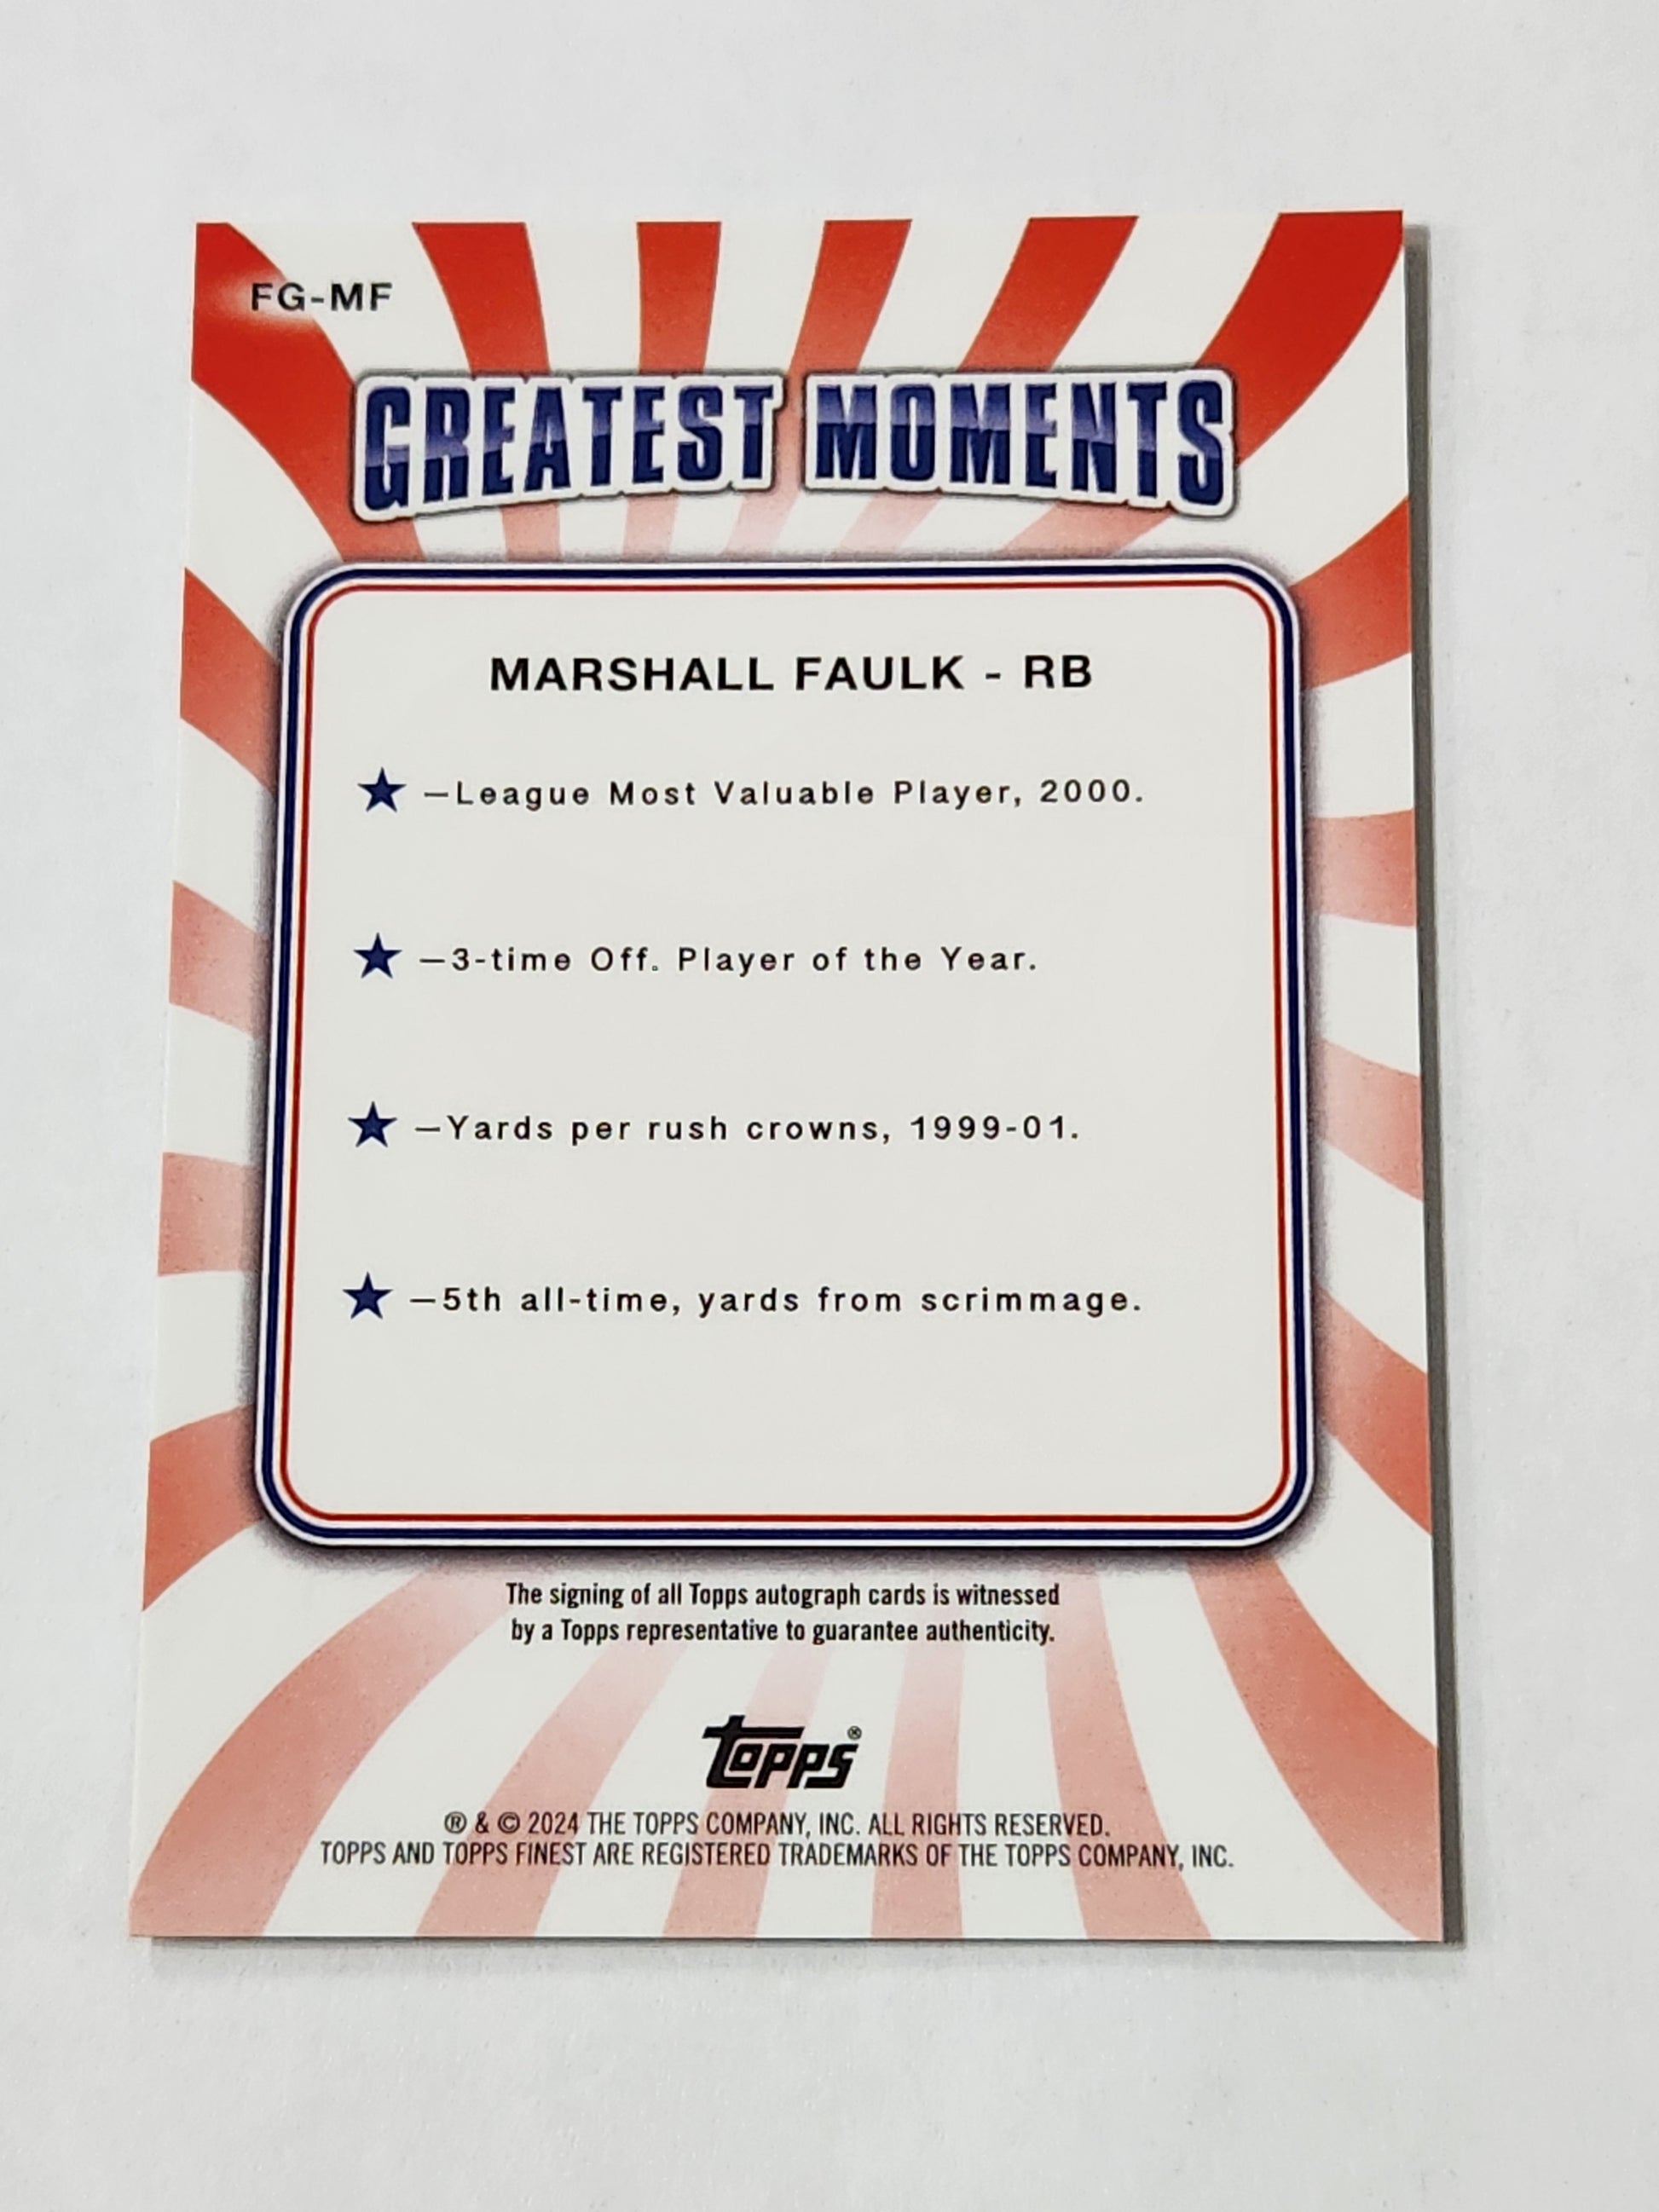 FG-MF
GREATEST MOMENTS
MARSHALL FAULK - RB
★ —League Most Valuable Player, 2000.
★ —3-time Off. Player of the Year.
★ —Yards per rush crowns, 1999-01.
★ —5th all-time, yards from scrimmage.
The signing of all Topps autograph cards is witnessed
by a Topps representative to guarantee authenticity.
topps®
® & © 2024 THE TOPPS COMPANY, INC. ALL RIGHTS RESERVED.
TOPPS AND TOPPS FINEST ARE REGISTERED TRADEMARKS OF THE TOPPS COMPANY, INC.